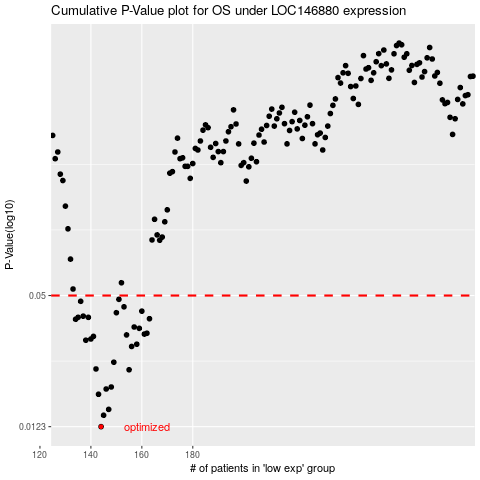 Cumulative P-Value plot for OS under LOC146880 expression
P-Value(log10)
0.05
0.0123
optimized
120 140 160 180
# of patients in 'low exp' group